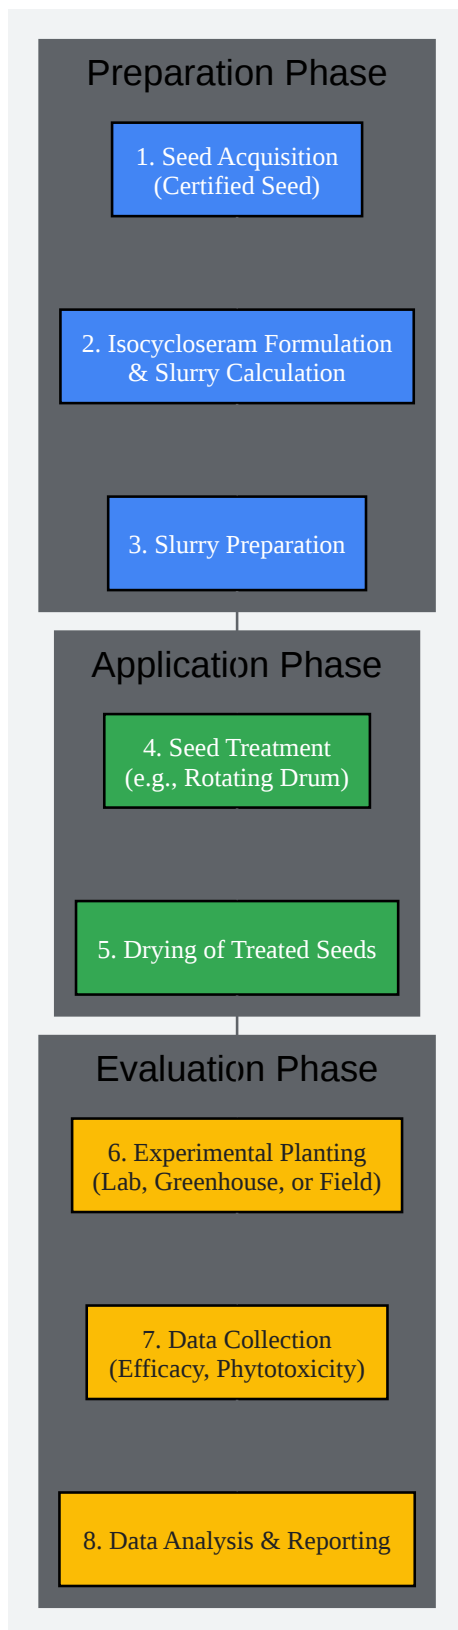 Preparation Phase
1. Seed Acquisition
(Certified Seed)
2. Isocycloseram Formulation
& Slurry Calculation
3. Slurry Preparation
Application Phase
4. Seed Treatment
(e.g., Rotating Drum)
5. Drying of Treated Seeds
Evaluation Phase
6. Experimental Planting
(Lab, Greenhouse, or Field)
7. Data Collection
(Efficacy, Phytotoxicity)
8. Data Analysis & Reporting